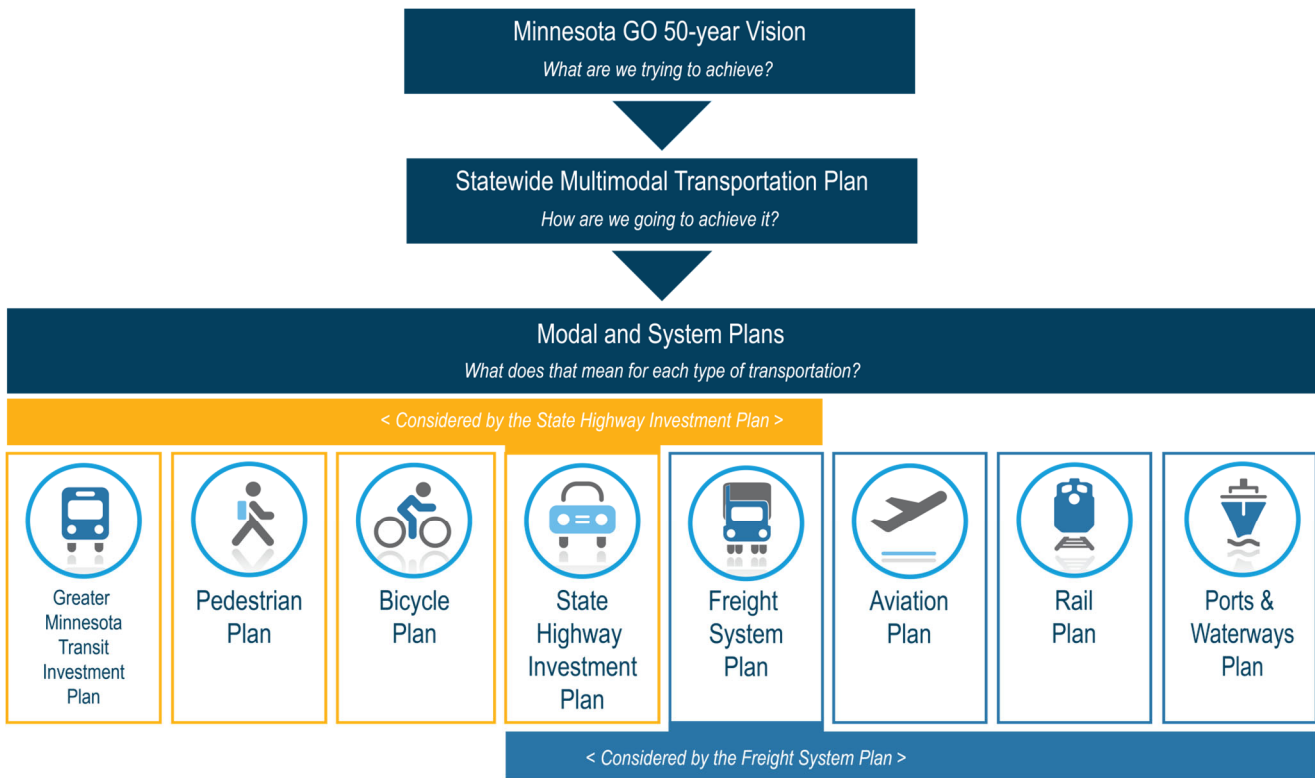 Minnesota GO 50-year Vision
What are we trying to achieve?
Statewide Multimodal Transportation Plan
How are we going to achieve it?
Modal and System Plans
What does that mean for each type of transportation?
< Considered by the State Highway Investment Plan >
Greater
Minnesota
Transit
Investment
Plan
Pedestrian
Plan
Bicycle
Plan
State
Highway
Investment
Plan
Freight
System
Plan
Aviation
Plan
Rail
Plan
Ports &
Waterways
Plan
< Considered by the Freight System Plan >